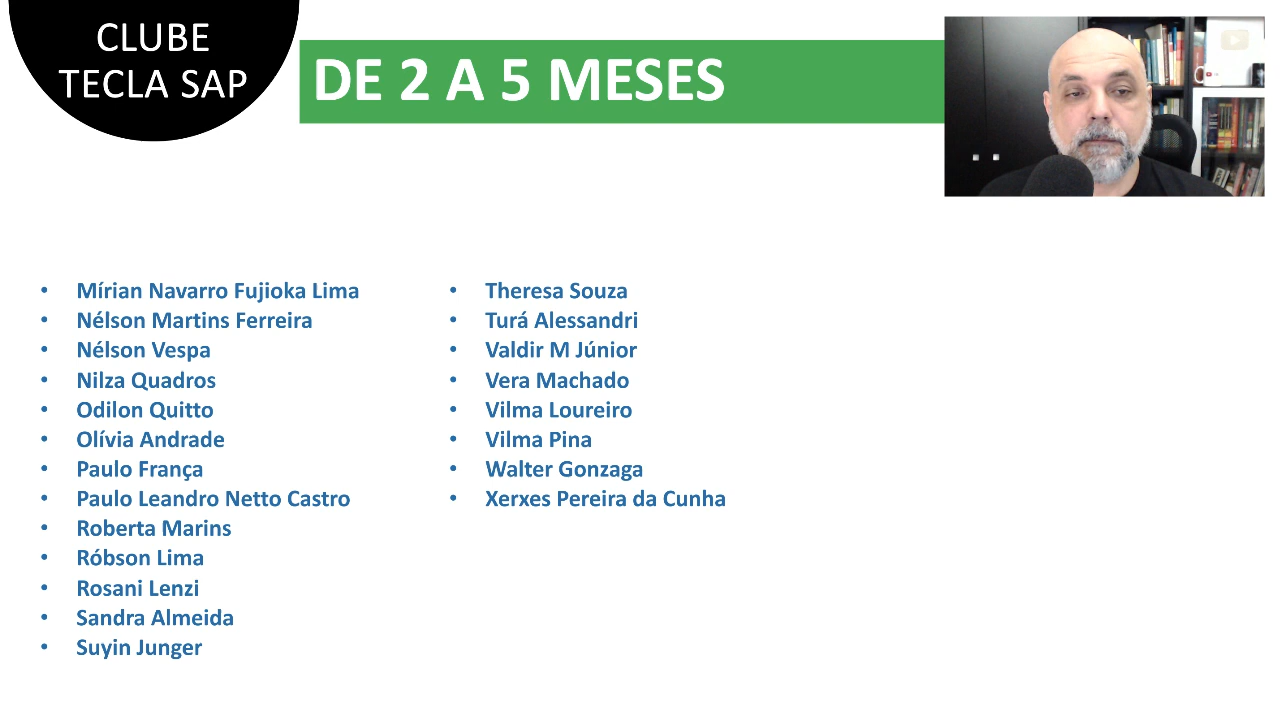 CLUBE
TECLA SAP
DE 2 A 5 MESES
• Mírian Navarro Fujioka Lima
• Nélson Martins Ferreira
• Nélson Vespa
• Nilza Quadros
• Odilon Quitto
• Olívia Andrade
• Paulo França
• Paulo Leandro Netto Castro
• Roberta Marins
• Róbson Lima
• Rosani Lenzi
• Sandra Almeida
• Suyin Junger
• Theresa Souza
• Turá Alessandri
• Valdir M Júnior
• Vera Machado
• Vilma Loureiro
• Vilma Pina
• Walter Gonzaga
• Xerxes Pereira da Cunha